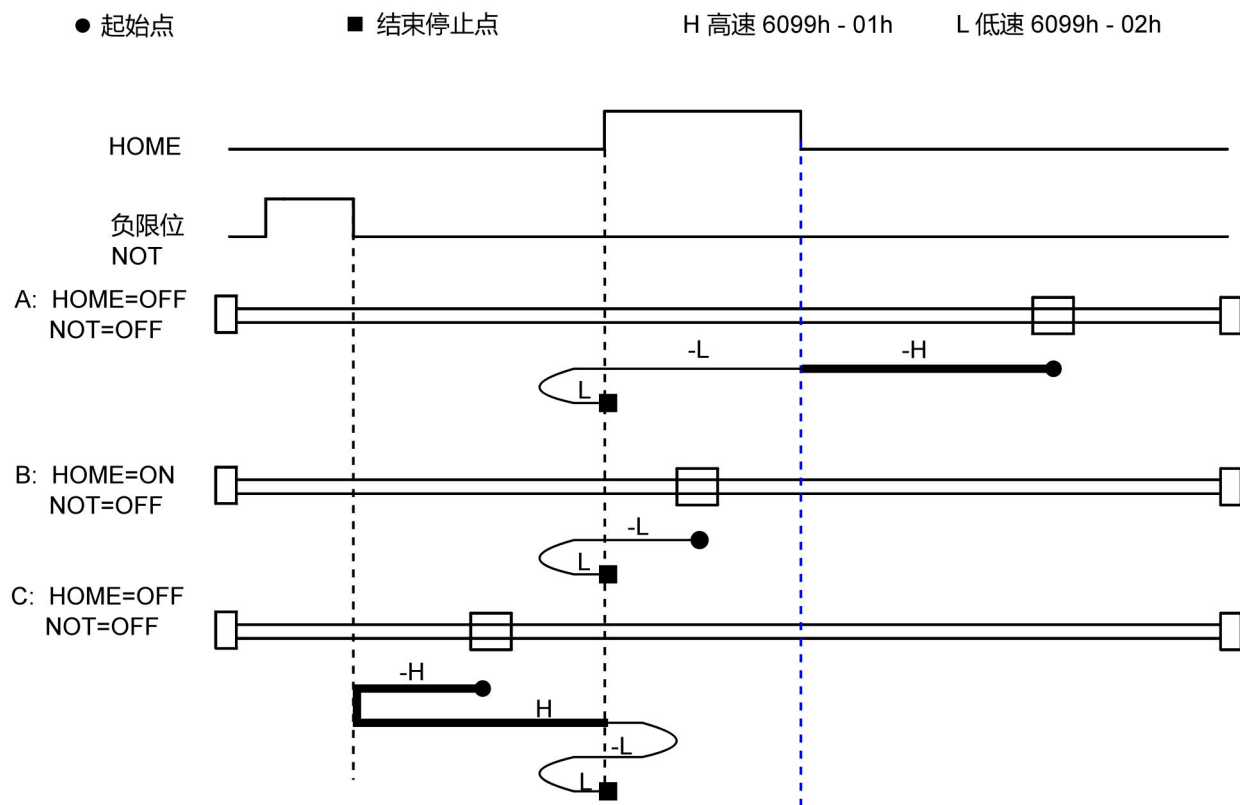 ● 起始点
■ 结束停止点
H 高速 6099h - 01h
L 低速 6099h - 02h
HOME
负限位
NOT
A: HOME=OFF
NOT=OFF
-L
-H
L
B: HOME=ON
NOT=OFF
-L
L
C: HOME=OFF
NOT=OFF
-H
H
-L
L